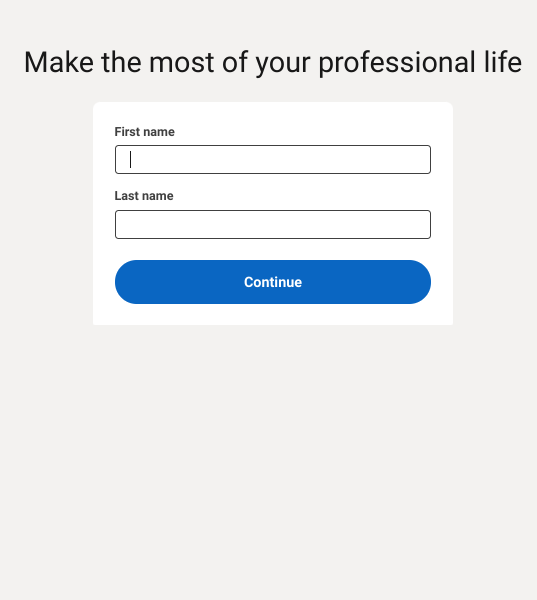 Make the most of your professional life
First name
Last name
Continue